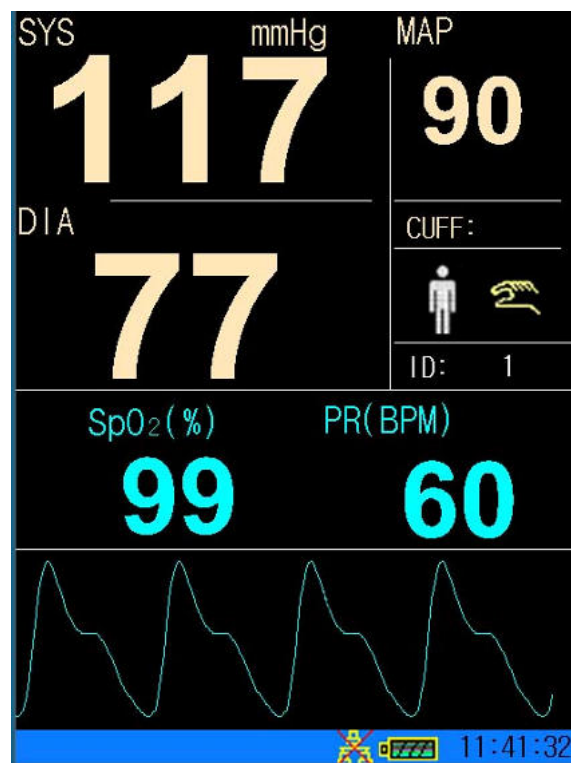 SYS mmHg MAP
117 90
DIA CUFF:
77
ID: 1
SpO₂(%) PR(BPM)
99 60
11:41:32